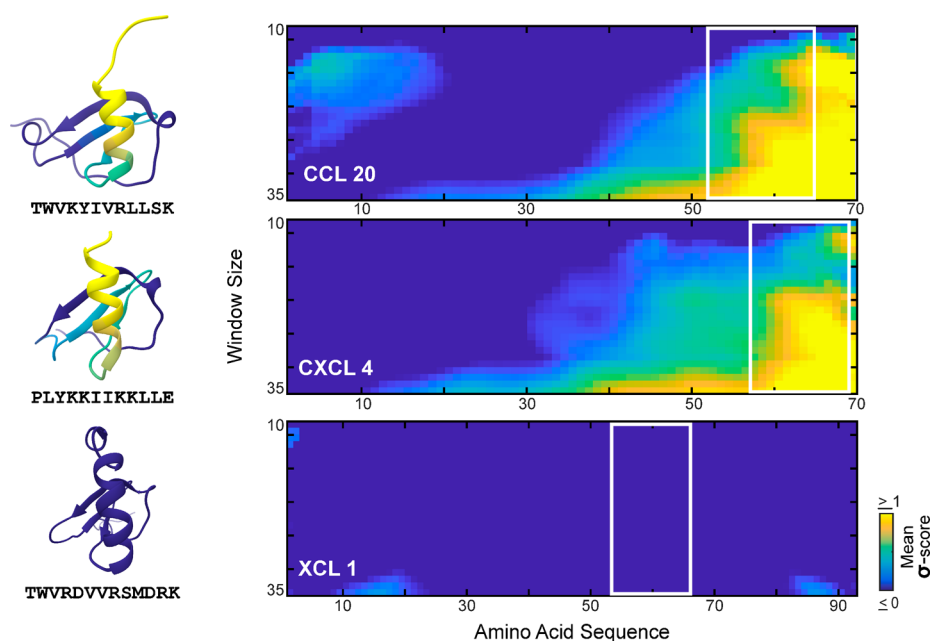 10
CCL 20
35
10
30
50
70
TWVKYIVRLLSK
10
CXCL 4
35
10
30
50
70
PLYKKIIKKLLE
Window Size
10
XCL 1
35
10
30
50
70
90
TWVRDVVRSMDRK
Amino Acid Sequence
≥ 1
Mean
σ-score
≤ 0